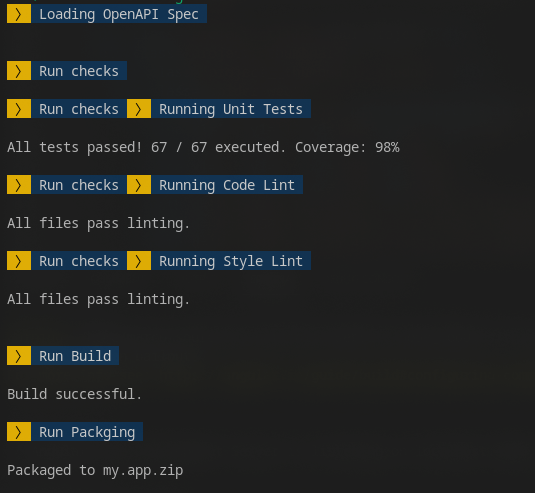 ❯ Loading OpenAPI Spec
❯ Run checks
❯ Run checks ❯ Running Unit Tests
All tests passed! 67 / 67 executed. Coverage: 98%
❯ Run checks ❯ Running Code Lint
All files pass linting.
❯ Run checks ❯ Running Style Lint
All files pass linting.
❯ Run Build
Build successful.
❯ Run Packging
Packaged to my.app.zip